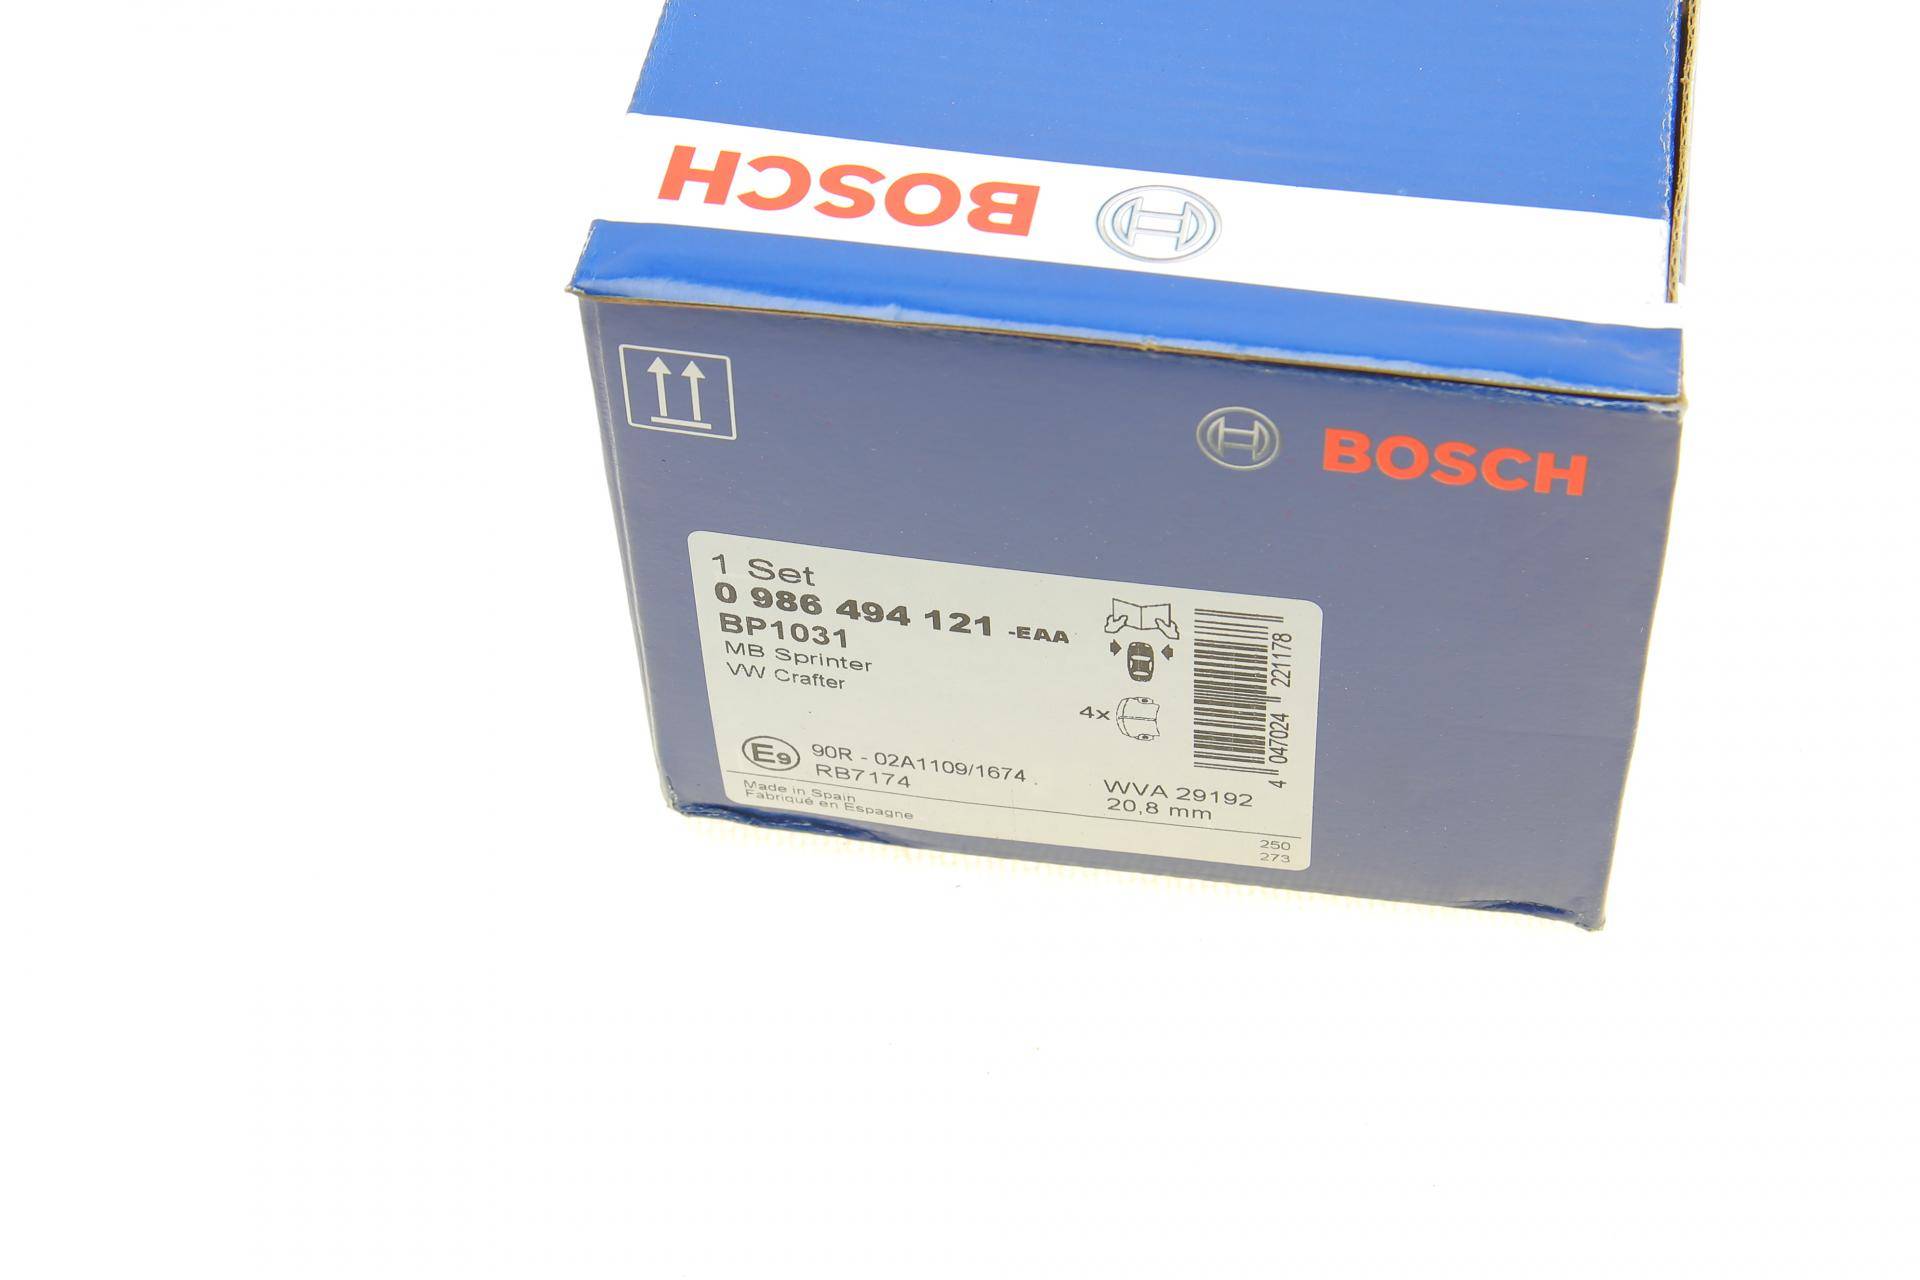 BOSCH
BOSCH
1 Set
0 986 494 121 -EAA
BP1031
MB Sprinter
VW Crafter
4x
4 047024 221178
E9 90R - 02A1109/1674
RB7174
WVA 29192
20,8 mm
Made in Spain
Fabriqué en Espagne
250
273